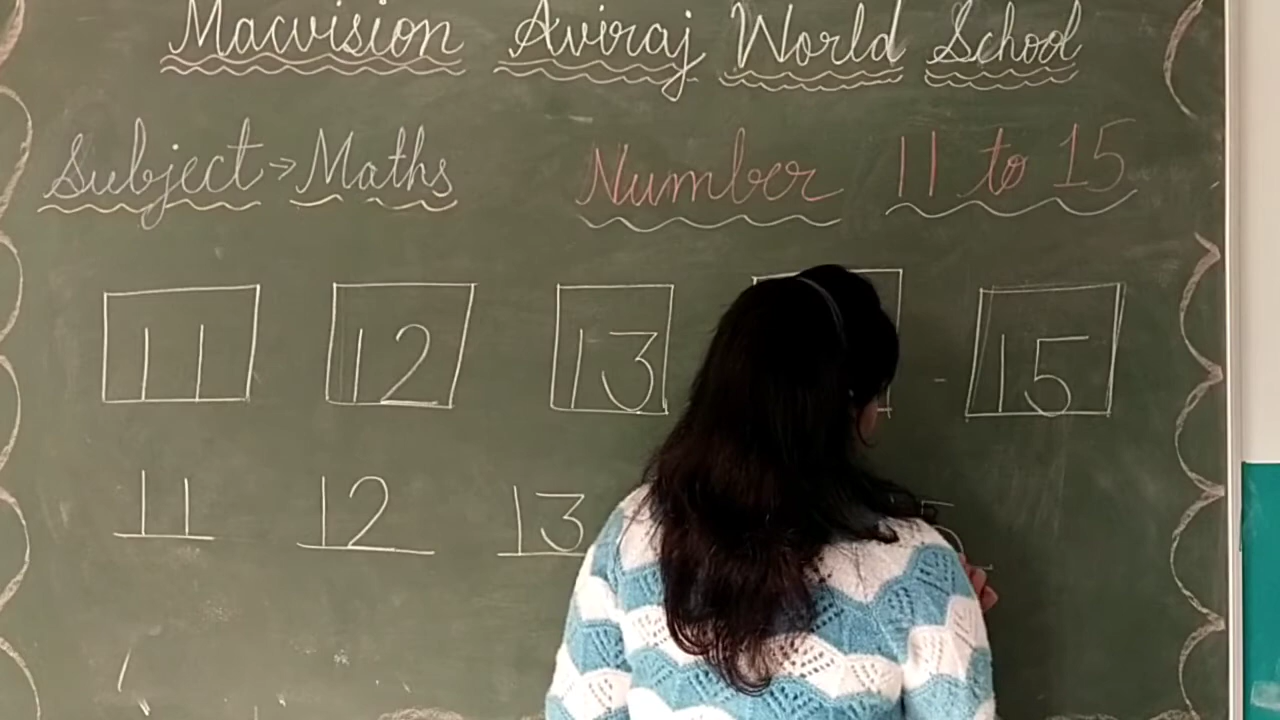 Macvision Aviraj World School
Subject → Maths Number 11 to 15
11 12 13 15
11 12 13